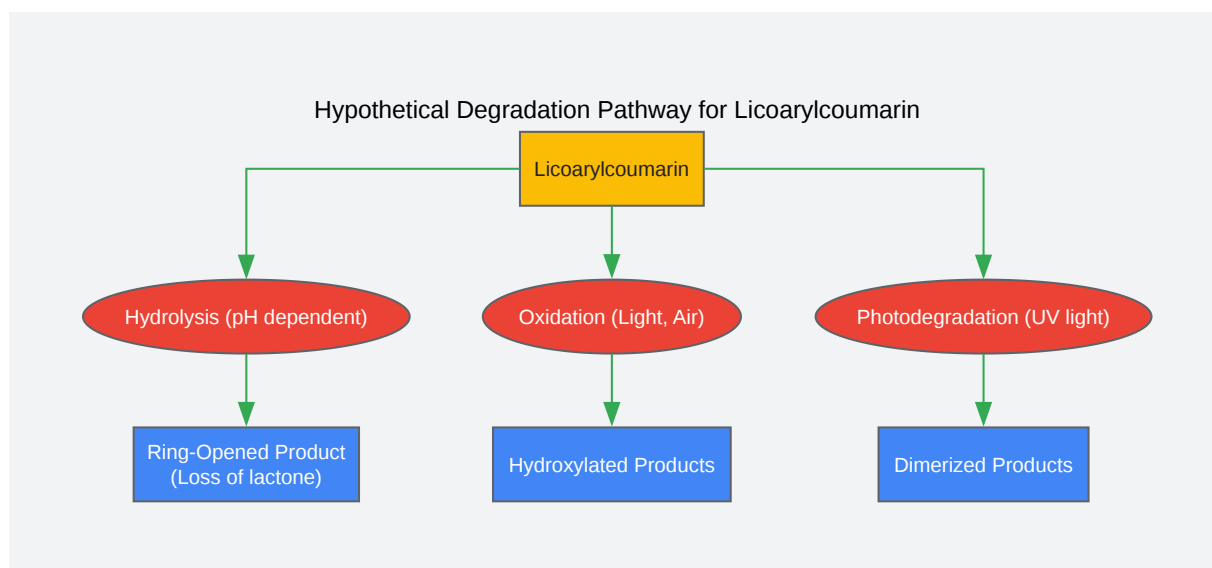 Hypothetical Degradation Pathway for Licoarylcoumarin
Licoarylcoumarin
Hydrolysis (pH dependent)
Oxidation (Light, Air)
Photodegradation (UV light)
Ring-Opened Product
(Loss of lactone)
Hydroxylated Products
Dimerized Products